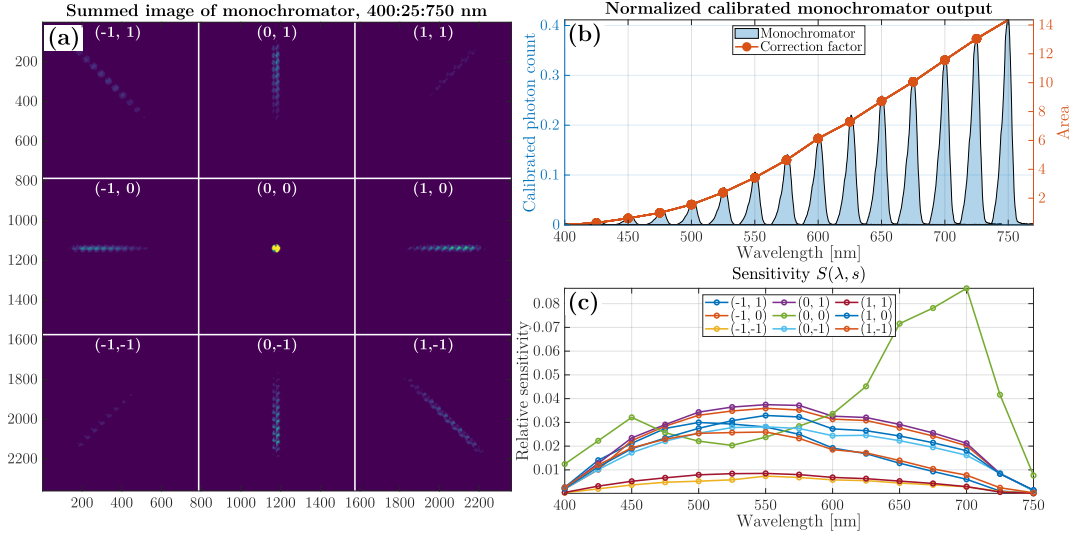 Summed image of monochromator, 400:25:750 nm
(a)
(-1, 1) (0, 1) (1, 1)
(-1, 0) (0, 0) (1, 0)
(-1,-1) (0,-1) (1,-1)
200
400
600
800
1000
1200
1400
1600
1800
2000
2200
200 400 600 800 1000 1200 1400 1600 1800 2000 2200
Normalized calibrated monochromator output
(b)
Monochromator
Correction factor
Calibrated photon count
0.4
0.3
0.2
0.1
0
Area
14
12
10
8
6
4
2
400 450 500 550 600 650 700 750
Wavelength [nm]
Sensitivity S(λ, s)
(c)
(-1, 1) (0, 1) (1, 1)
(-1, 0) (0, 0) (1, 0)
(-1,-1) (0,-1) (1,-1)
Relative sensitivity
0.08
0.07
0.06
0.05
0.04
0.03
0.02
0.01
400 450 500 550 600 650 700 750
Wavelength [nm]